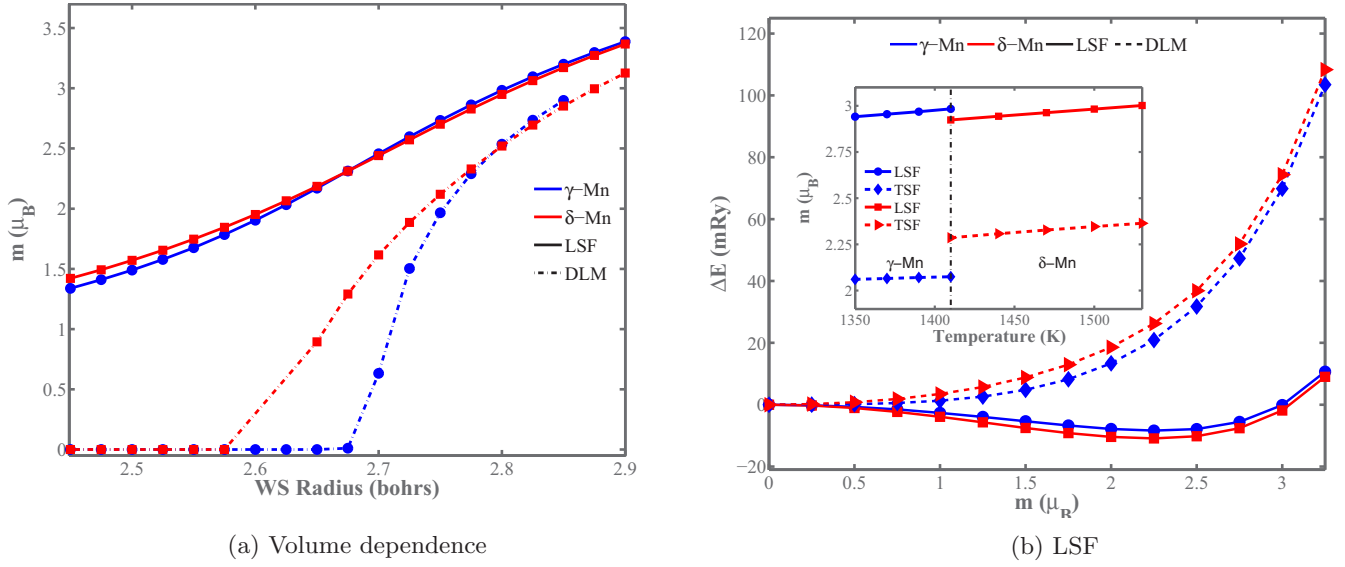 3.5
3
2.5
2
1.5
1
0.5
0
m (μB)
γ−Mn
δ−Mn
LSF
DLM
2.5 2.6 2.7 2.8 2.9
WS Radius (bohrs)
(a) Volume dependence
120
100
80
60
40
20
0
−20
ΔE (mRy)
γ−Mn δ−Mn LSF DLM
3
2.75
2.5
2.25
2
m (μB)
LSF
TSF
LSF
TSF
γ−Mn δ−Mn
1350 1400 1450 1500
Temperature (K)
0 0.5 1 1.5 2 2.5 3
m (μB)
(b) LSF